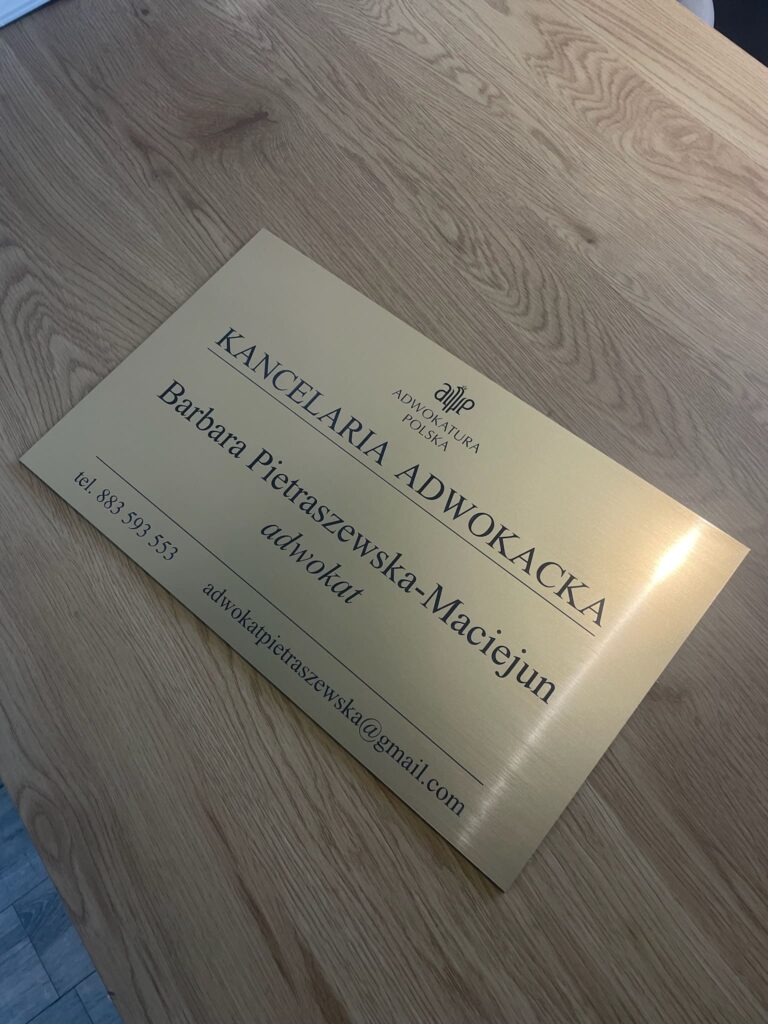 ADWOKATURA
POLSKA
KANCELARIA ADWOKACKA
Barbara Pietraszewska-Maciejun
adwokat
tel. 883 593 553
adwokatpietraszewska@gmail.com